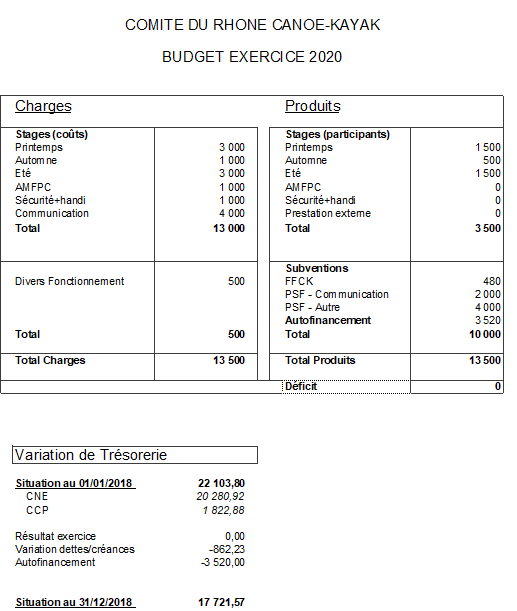 COMITE DU RHONE CANOE-KAYAK
BUDGET EXERCICE 2020
Charges Produits
Stages (coûts) Stages (participants)
Printemps 3 000 Printemps 1 500
Automne 1 000 Automne 500
Eté 3 000 Eté 1 500
AMFPC 1 000 AMFPC 0
Sécurité+handi 1 000 Sécurité+handi 0
Communication 4 000 Prestation externe 0
Total 13 000 Total 3 500
Subventions
Divers Fonctionnement 500 FFCK 480
PSF - Communication 2 000
PSF - Autre 4 000
Autofinancement 3 520
Total 500 Total 10 000
Total Charges 13 500 Total Produits 13 500
Déficit 0
Variation de Trésorerie
Situation au 01/01/2018 22 103,80
CNE 20 280,92
CCP 1 822,88
Résultat exercice 0,00
Variation dettes/créances -862,23
Autofinancement -3 520,00
Situation au 31/12/2018 17 721,57